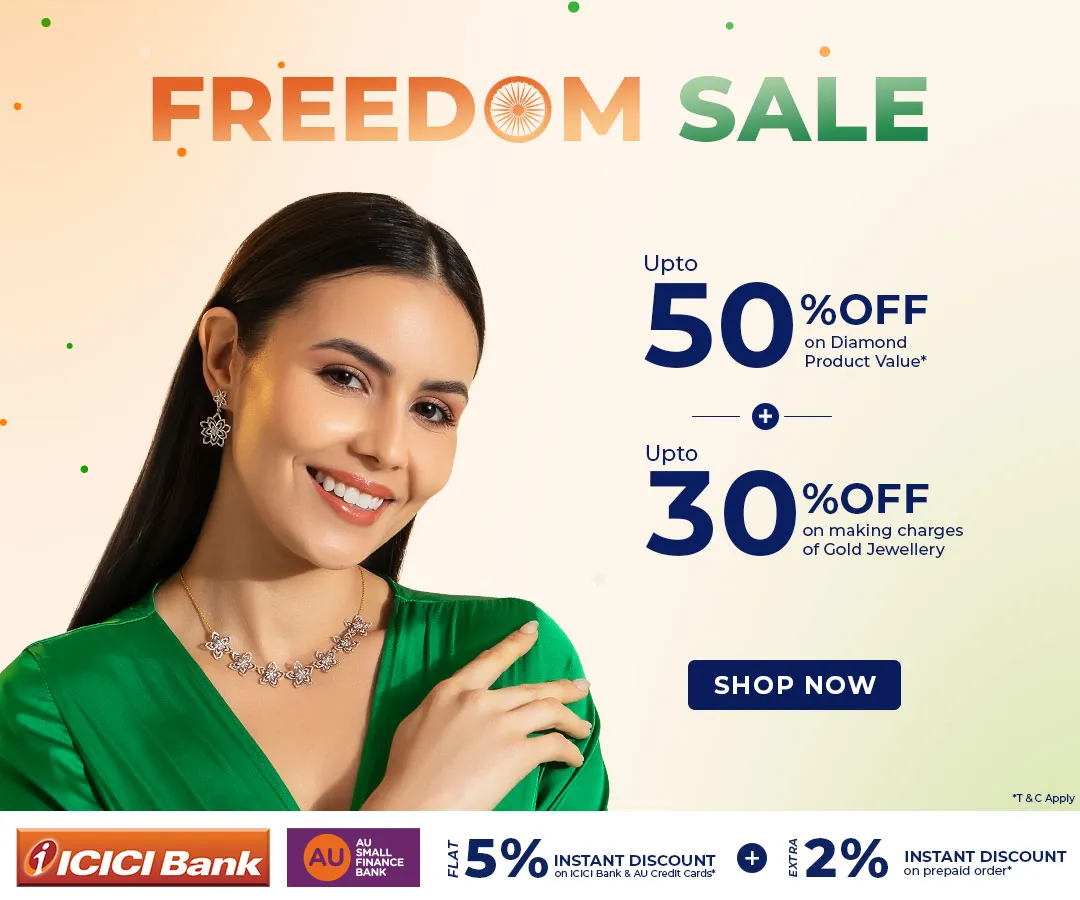 FREEDOM SALE
Upto
50%OFF
on Diamond
Product Value*
+
Upto
30%OFF
on making charges
of Gold Jewellery
SHOP NOW
*T & C Apply
i ICICI Bank
AU
AU
SMALL
FINANCE
BANK
FLAT
5%
INSTANT DISCOUNT
on ICICI Bank & AU Credit Cards*
+
EXTRA
2%
INSTANT DISCOUNT
on prepaid order*